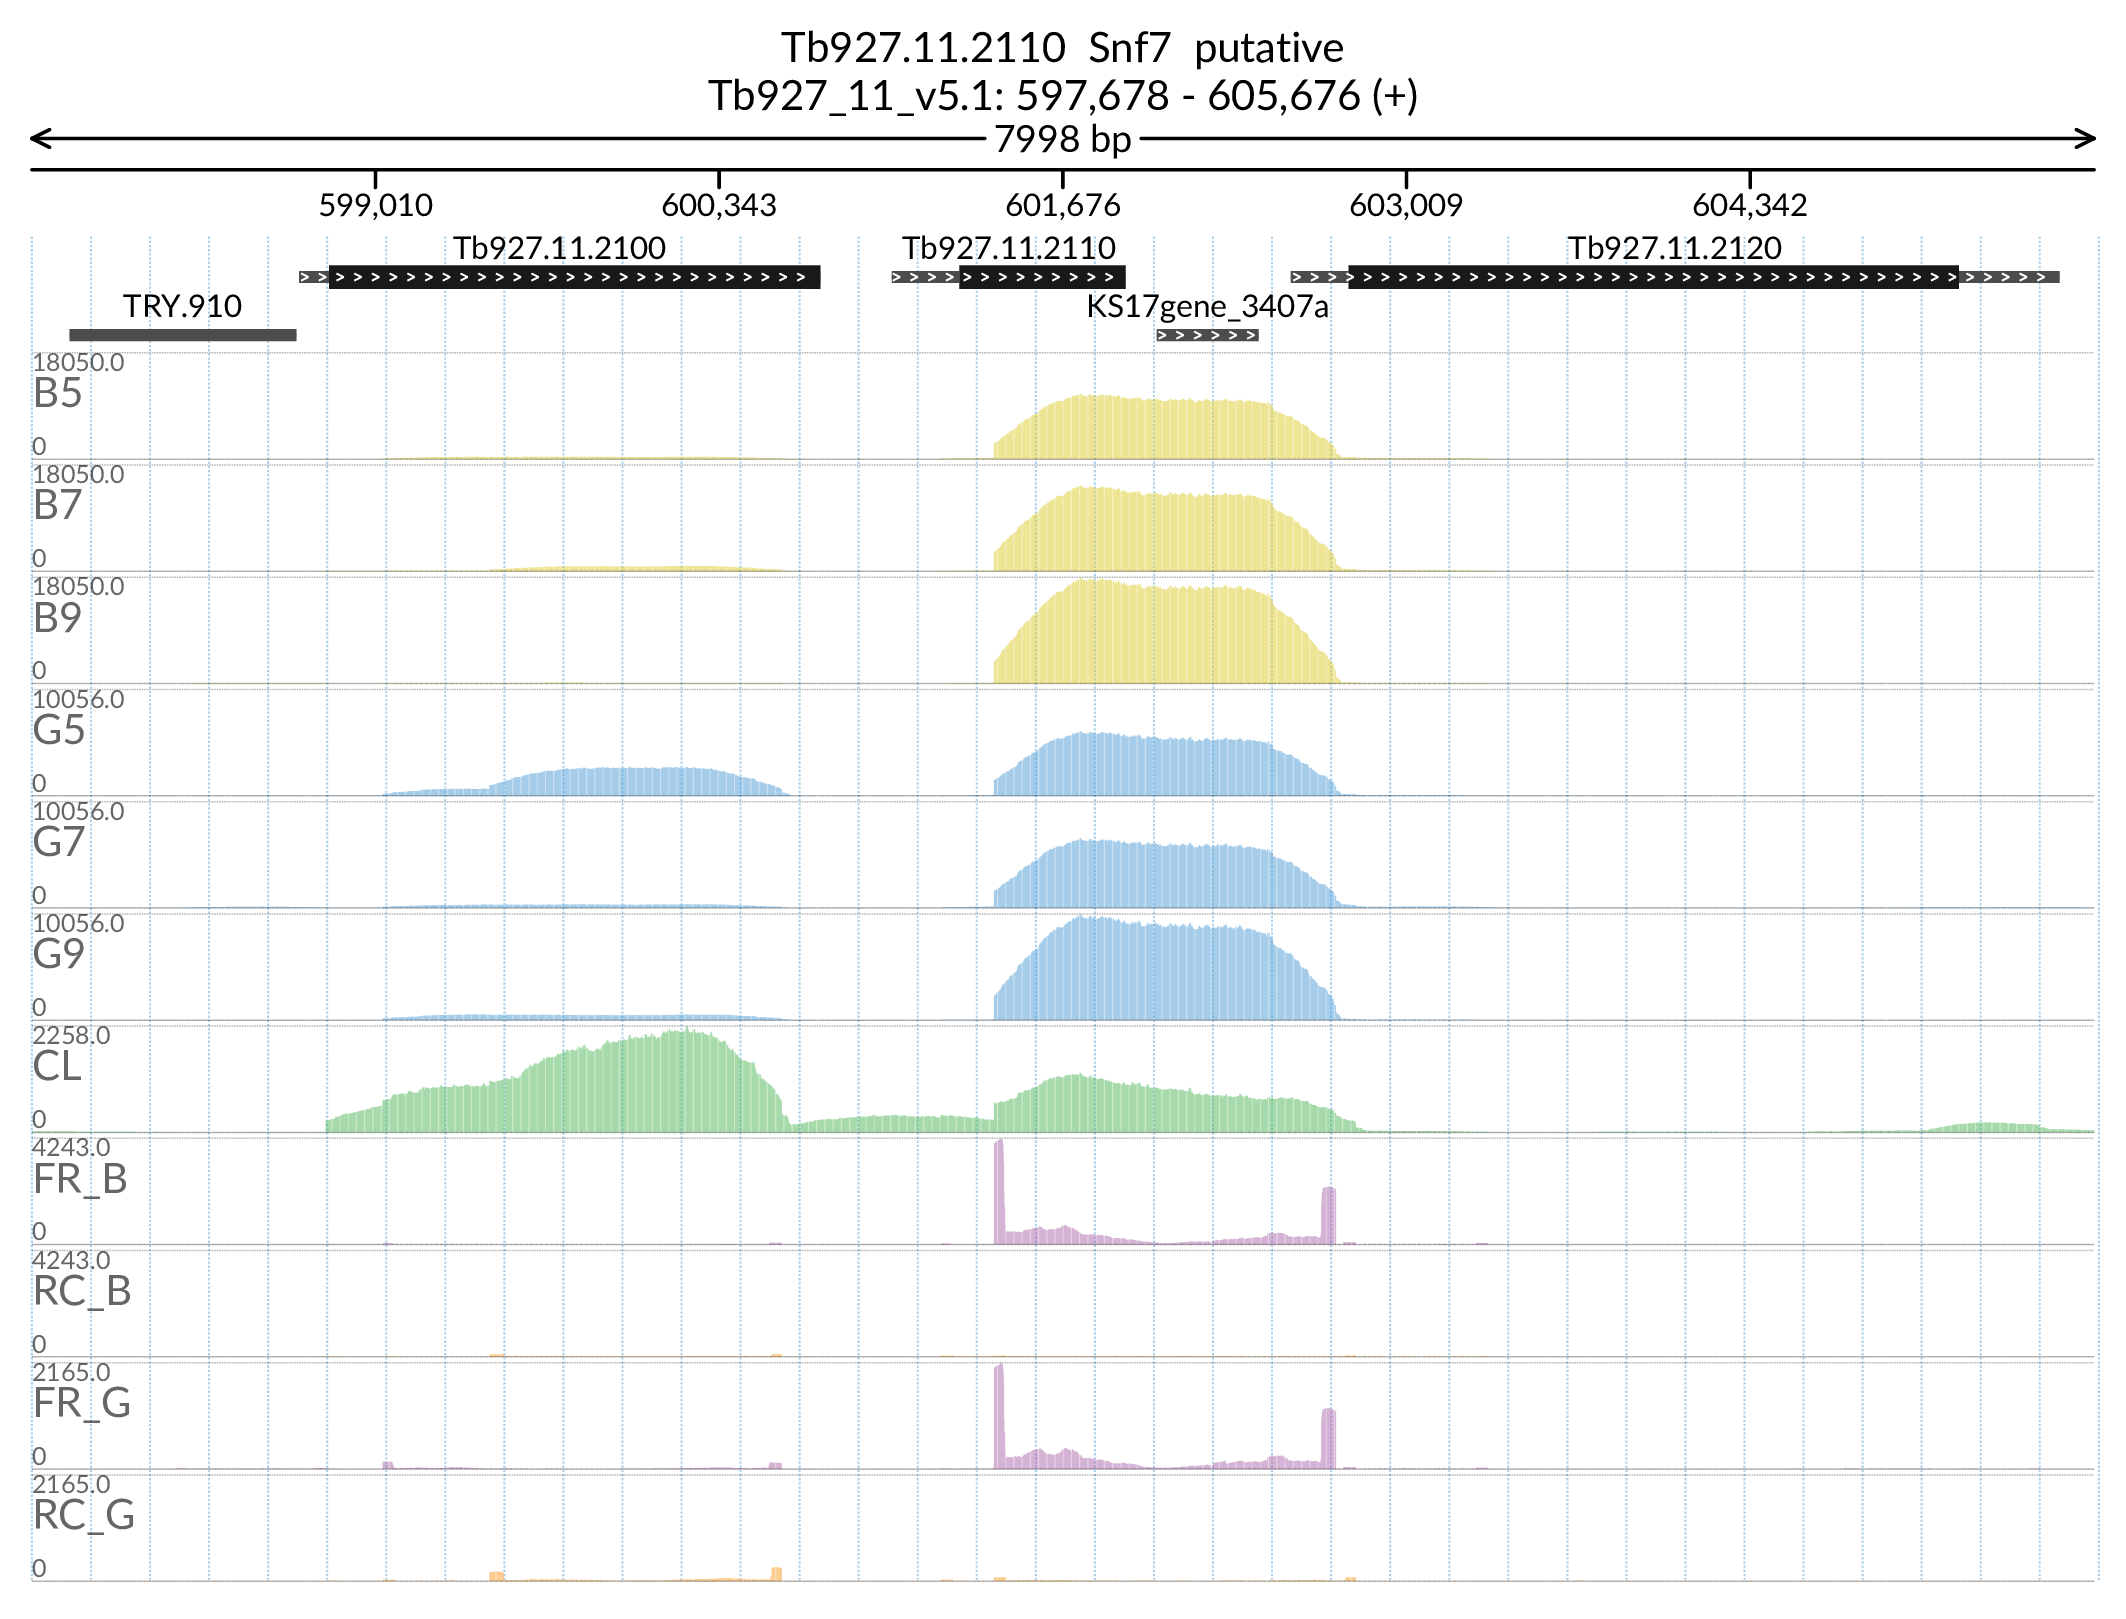 Tb927.11.2110 Snf7 putative
Tb927_11_v5.1: 597,678 - 605,676 (+)
7998 bp
599,010 600,343 601,676 603,009 604,342
Tb927.11.2100 Tb927.11.2110 Tb927.11.2120
TRY.910 KS17gene_3407a
18050.0
B5
0
18050.0
B7
0
18050.0
B9
0
10056.0
G5
0
10056.0
G7
0
10056.0
G9
0
2258.0
CL
0
4243.0
FR_B
0
4243.0
RC_B
0
2165.0
FR_G
0
2165.0
RC_G
0